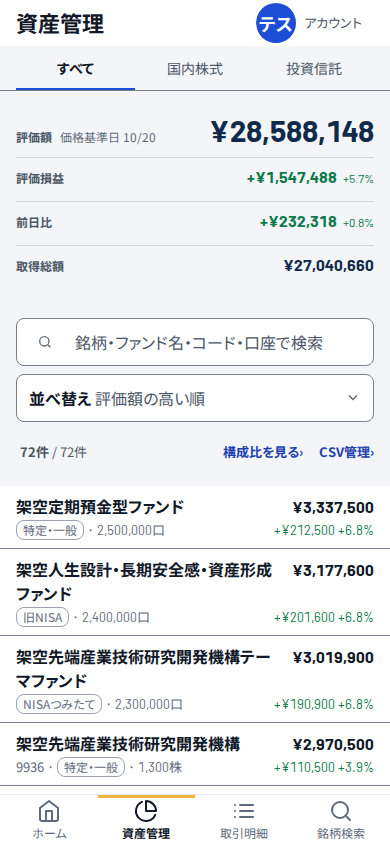 資産管理
テス アカウント
すべて 国内株式 投資信託
評価額 価格基準日 10/20 ¥28,588,148
評価損益 +¥1,547,488 +5.7%
前日比 +¥232,318 +0.8%
取得総額 ¥27,040,660
銘柄・ファンド名・コード・口座で検索
並べ替え 評価額の高い順
72件 / 72件 構成比を見る› CSV管理›
架空定期預金型ファンド ¥3,337,500
特定・一般 · 2,500,000口 +¥212,500 +6.8%
架空人生設計・長期安全感・資産形成 ¥3,177,600
ファンド
旧NISA · 2,400,000口 +¥201,600 +6.8%
架空先端産業技術研究開発機構テー ¥3,019,900
マファンド
NISAつみたて · 2,300,000口 +¥190,900 +6.8%
架空先端産業技術研究開発機構 ¥2,970,500
9936 · 特定・一般 · 1,300株 +¥110,500 +3.9%
ホーム 資産管理 取引明細 銘柄検索